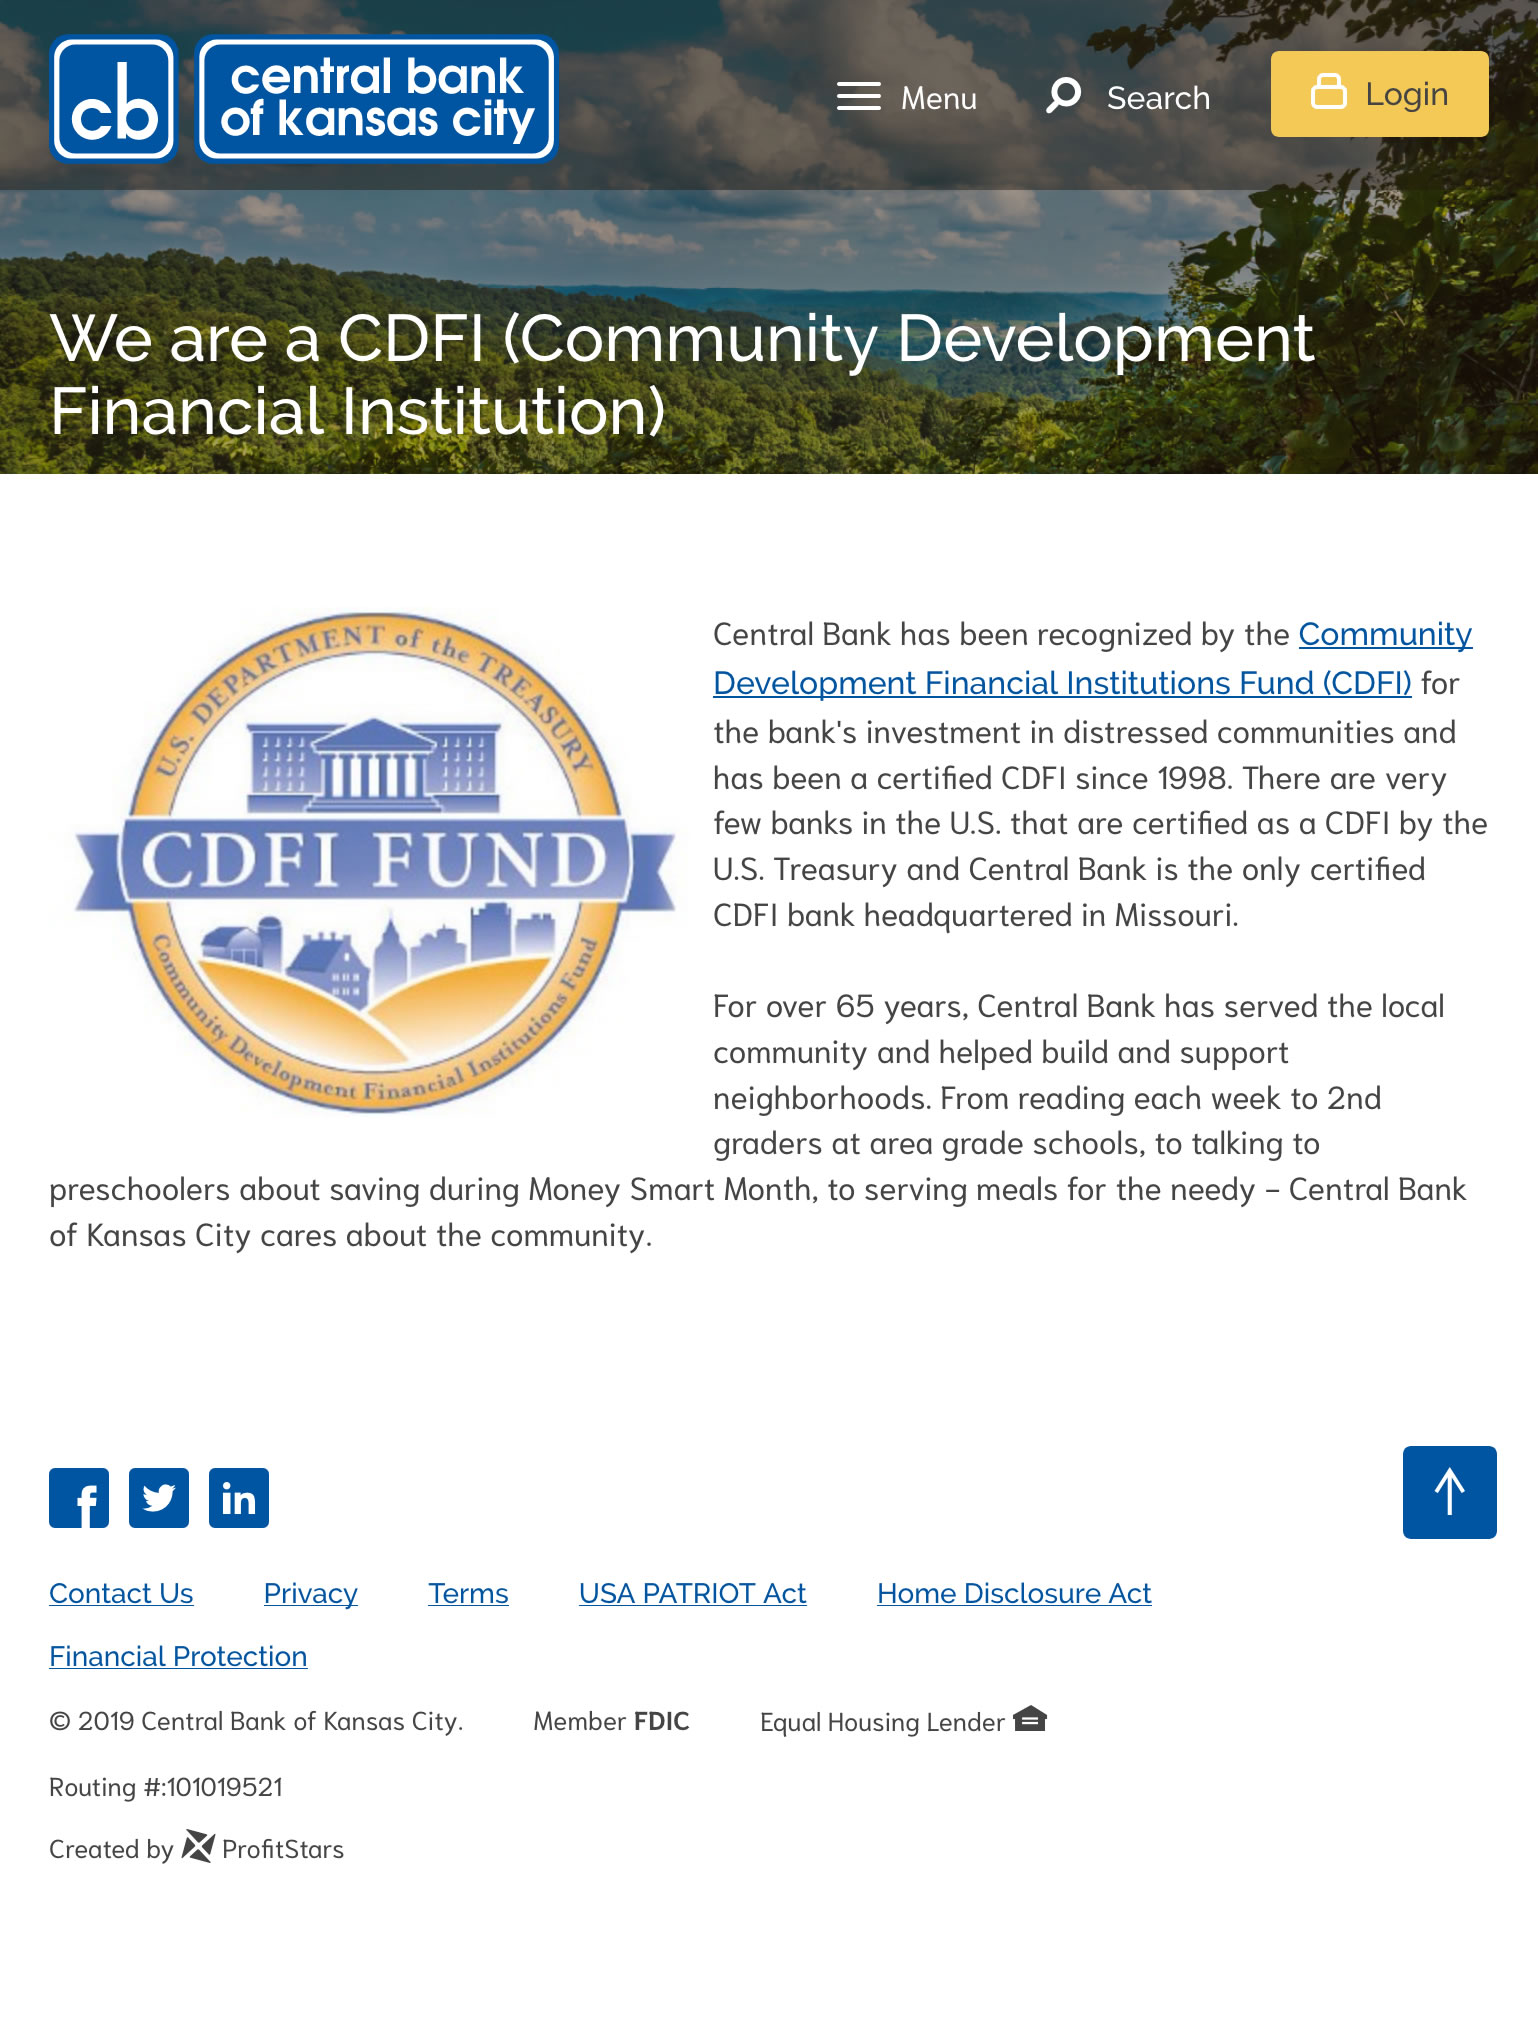 cb
central bank
of kansas city
Menu
Search
Login
We are a CDFI (Community Development
Financial Institution)
U.S. DEPARTMENT of the TREASURY
CDFI FUND
Community Development Financial Institutions Fund
Central Bank has been recognized by the Community
Development Financial Institutions Fund (CDFI) for
the bank's investment in distressed communities and
has been a certified CDFI since 1998. There are very
few banks in the U.S. that are certified as a CDFI by the
U.S. Treasury and Central Bank is the only certified
CDFI bank headquartered in Missouri.
For over 65 years, Central Bank has served the local
community and helped build and support
neighborhoods. From reading each week to 2nd
graders at area grade schools, to talking to
preschoolers about saving during Money Smart Month, to serving meals for the needy - Central Bank
of Kansas City cares about the community.
f
in
Contact Us
Privacy
Terms
USA PATRIOT Act
Home Disclosure Act
Financial Protection
© 2019 Central Bank of Kansas City.
Member FDIC
Equal Housing Lender
Routing #:101019521
Created by ProfitStars